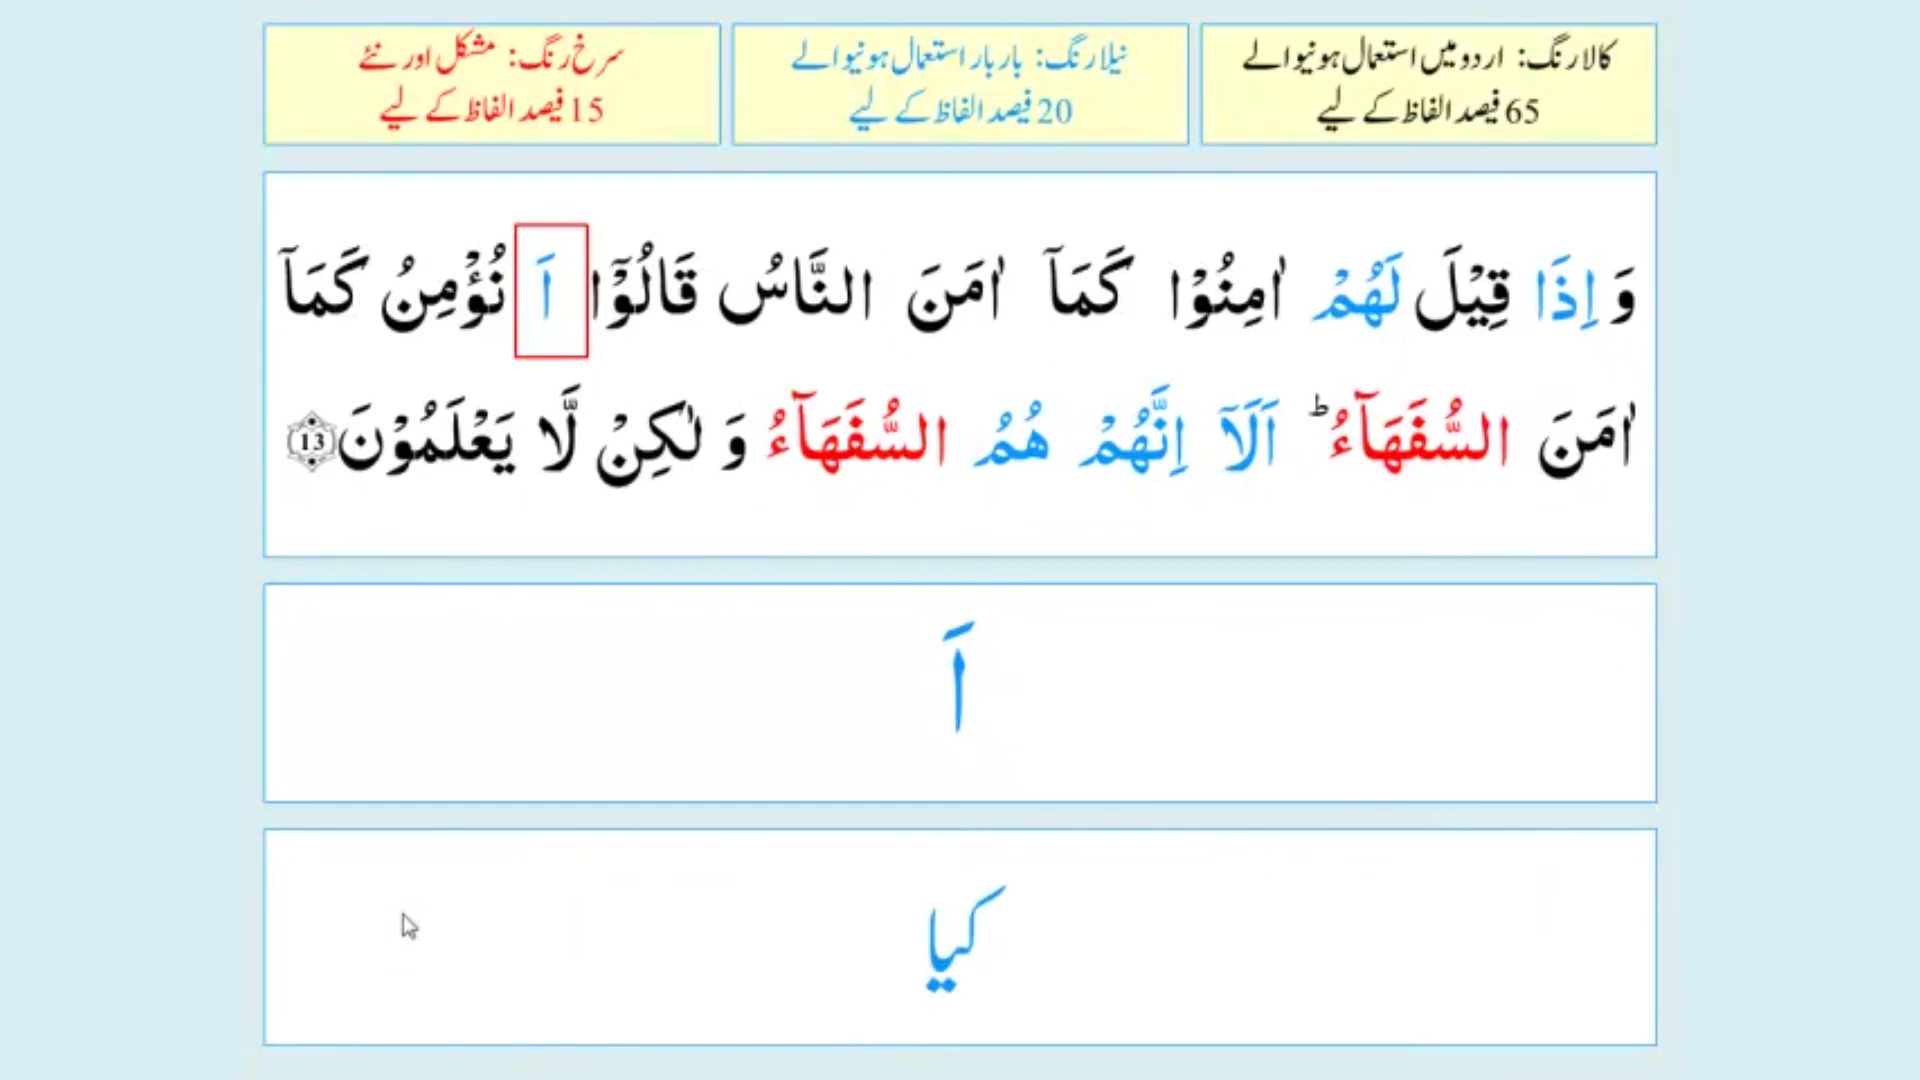 کالا رنگ: اردو میں استعمال ہونیوالے
65 فیصد الفاظ کے لیے
نیلا رنگ: بار بار استعمال ہونیوالے
20 فیصد الفاظ کے لیے
سرخ رنگ: مشکل اور نئے
15 فیصد الفاظ کے لیے
وَ اِذَا قِيْلَ لَهُمْ اٰمِنُوْا كَمَآ اٰمَنَ النَّاسُ قَالُوْٓا اَ نُؤْمِنُ كَمَآ
اٰمَنَ السُّفَهَآءُ ؕ اَلَآ اِنَّهُمْ هُمُ السُّفَهَآءُ وَ لٰكِنْ لَّا يَعْلَمُوْنَ 13
اَ
کیا